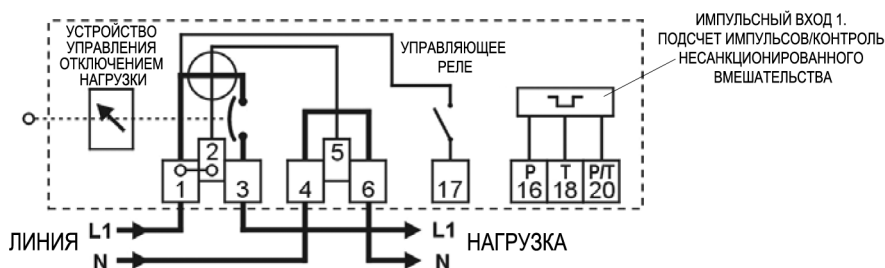 УСТРОЙСТВО
УПРАВЛЕНИЯ
ОТКЛЮЧЕНИЕМ
НАГРУЗКИ
УПРАВЛЯЮЩЕЕ
РЕЛЕ
ИМПУЛЬСНЫЙ ВХОД 1.
ПОДСЧЕТ ИМПУЛЬСОВ/КОНТРОЛЬ
НЕСАНКЦИОНИРОВАННОГО
ВМЕШАТЕЛЬСТВА
2 5
P T P/T
1 3 4 6 17 16 18 20
ЛИНИЯ L1 L1 НАГРУЗКА
N N